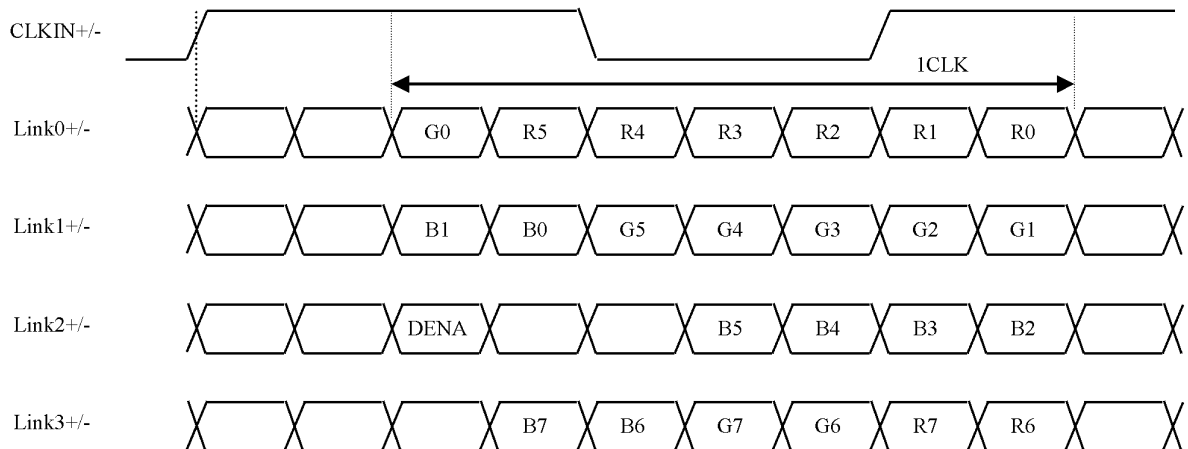 CLKIN+/-
1CLK
Link0+/- G0 R5 R4 R3 R2 R1 R0
Link1+/- B1 B0 G5 G4 G3 G2 G1
Link2+/- DENA B5 B4 B3 B2
Link3+/- B7 B6 G7 G6 R7 R6